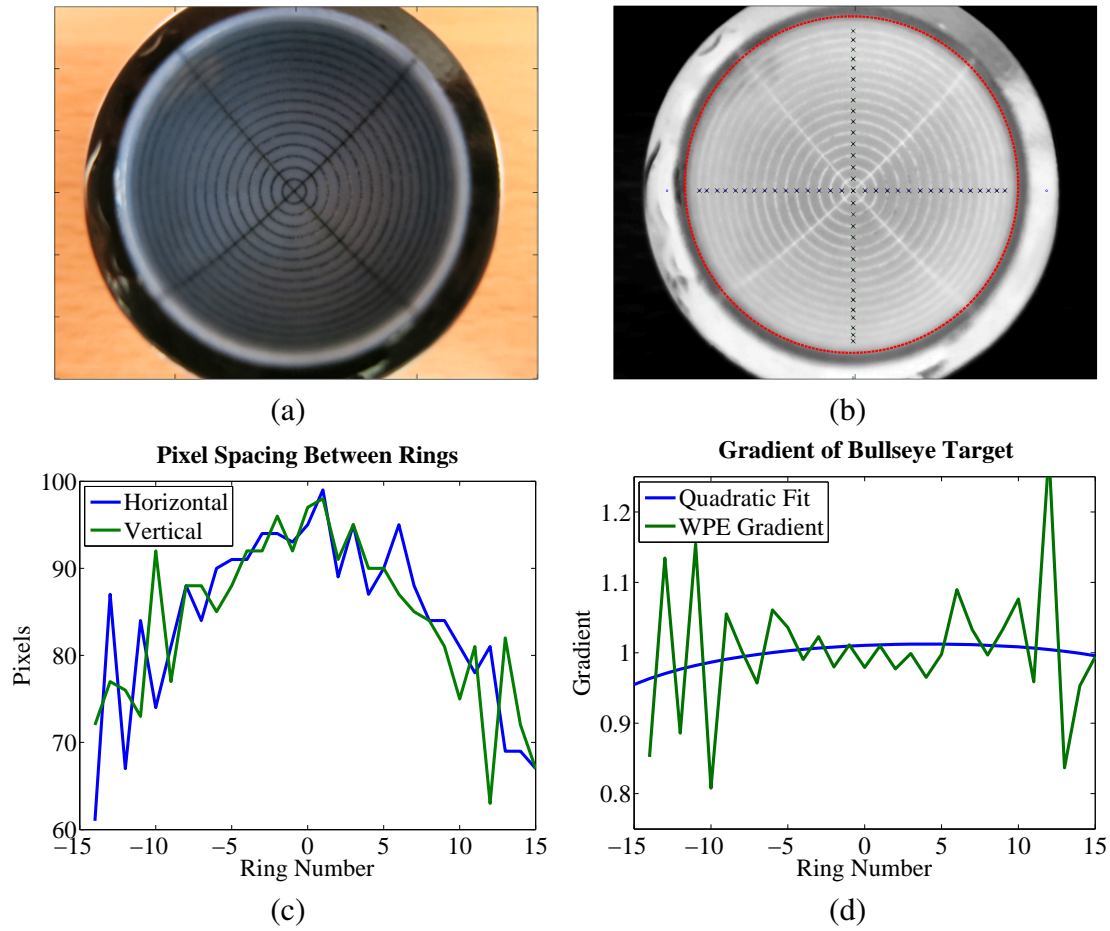 (a)
(b)
Pixel Spacing Between Rings
100
90
80
70
60
Pixels
Horizontal
Vertical
−15
−10
−5
0
5
10
15
Ring Number
(c)
Gradient of Bullseye Target
1.2
1.1
1
0.9
0.8
Gradient
Quadratic Fit
WPE Gradient
−15
−10
−5
0
5
10
15
Ring Number
(d)